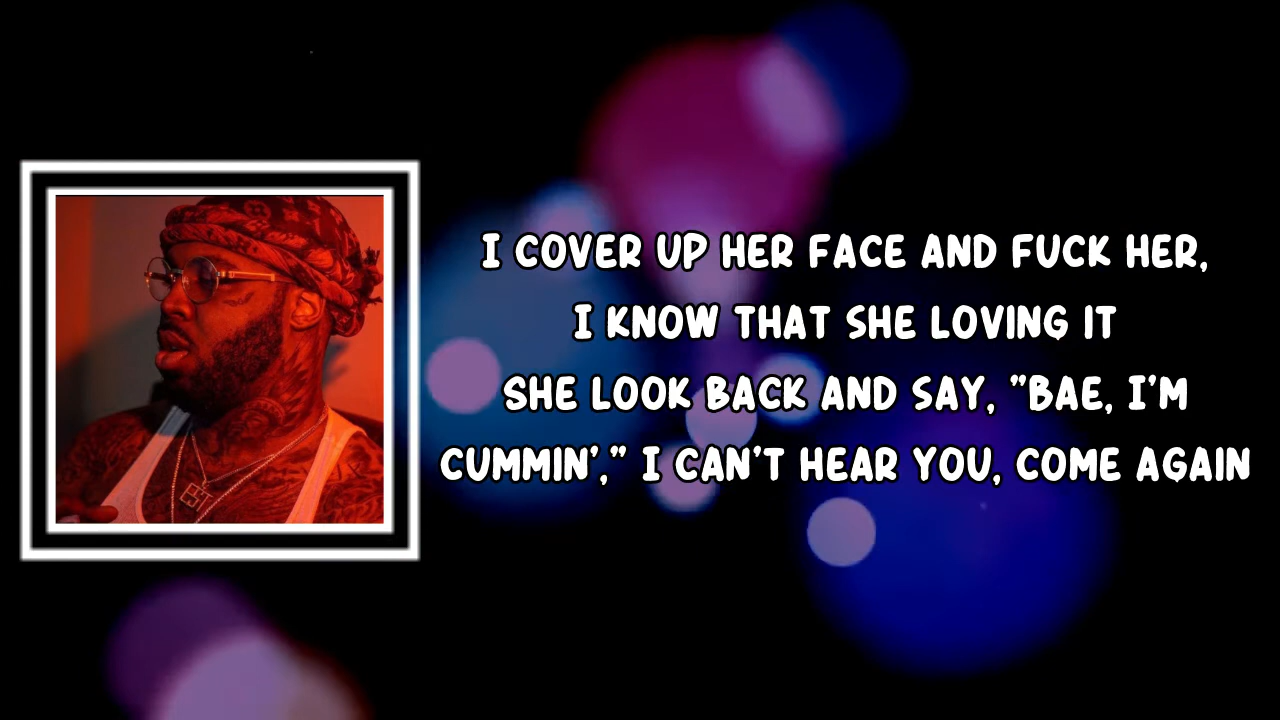 I COVER UP HER FACE AND FUCK HER,
I KNOW THAT SHE LOVING IT
SHE LOOK BACK AND SAY, "BAE, I'M
CUMMIN'," I CAN'T HEAR YOU, COME AGAIN